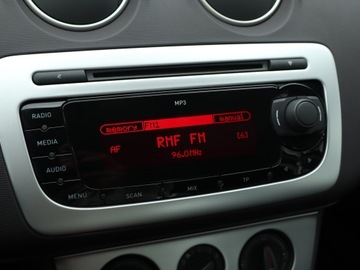 MP3
RADIO
MEDIA
AUDIO
memory FM manual
AF RMF FM
96.0MHz
MENU SCAN MIX TP